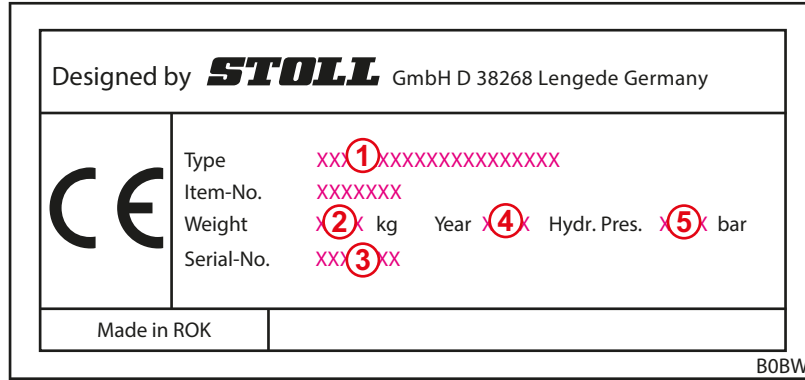 Designed by STOLL GmbH D 38268 Lengede Germany
CE
Type XXX1XXXXXXXXXXXXXXX
Item-No. XXXXXXX
Weight X2X kg Year X4X Hydr. Pres. X5X bar
Serial-No. XXX3XX
Made in ROK
B0BW